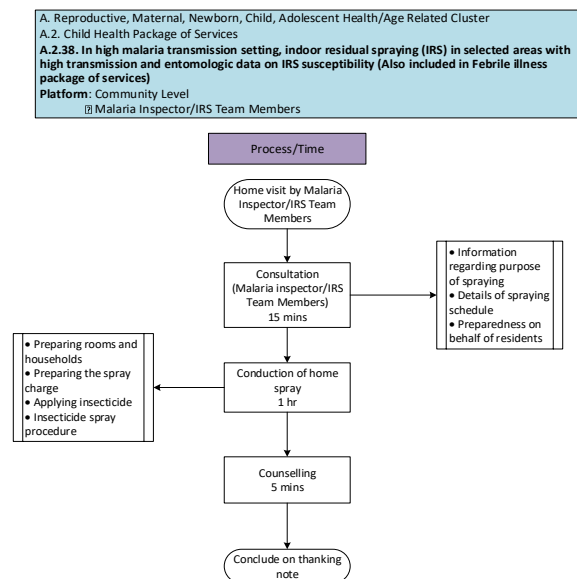 A. Reproductive, Maternal, Newborn, Child, Adolescent Health/Age Related Cluster
A.2. Child Health Package of Services
A.2.38. In high malaria transmission setting, indoor residual spraying (IRS) in selected areas with
high transmission and entomologic data on IRS susceptibility (Also included in Febrile illness
package of services)
Platform: Community Level
Malaria Inspector/IRS Team Members
Process/Time
Home visit by Malaria
Inspector/IRS Team
Members
Consultation
(Malaria inspector/IRS
Team Members)
15 mins
● Information
regarding purpose
of spraying
● Details of spraying
schedule
● Preparedness on
behalf of residents
● Preparing rooms and
households
● Preparing the spray
charge
● Applying insecticide
● Insecticide spray
procedure
Conduction of home
spray
1 hr
Counselling
5 mins
Conclude on thanking
note